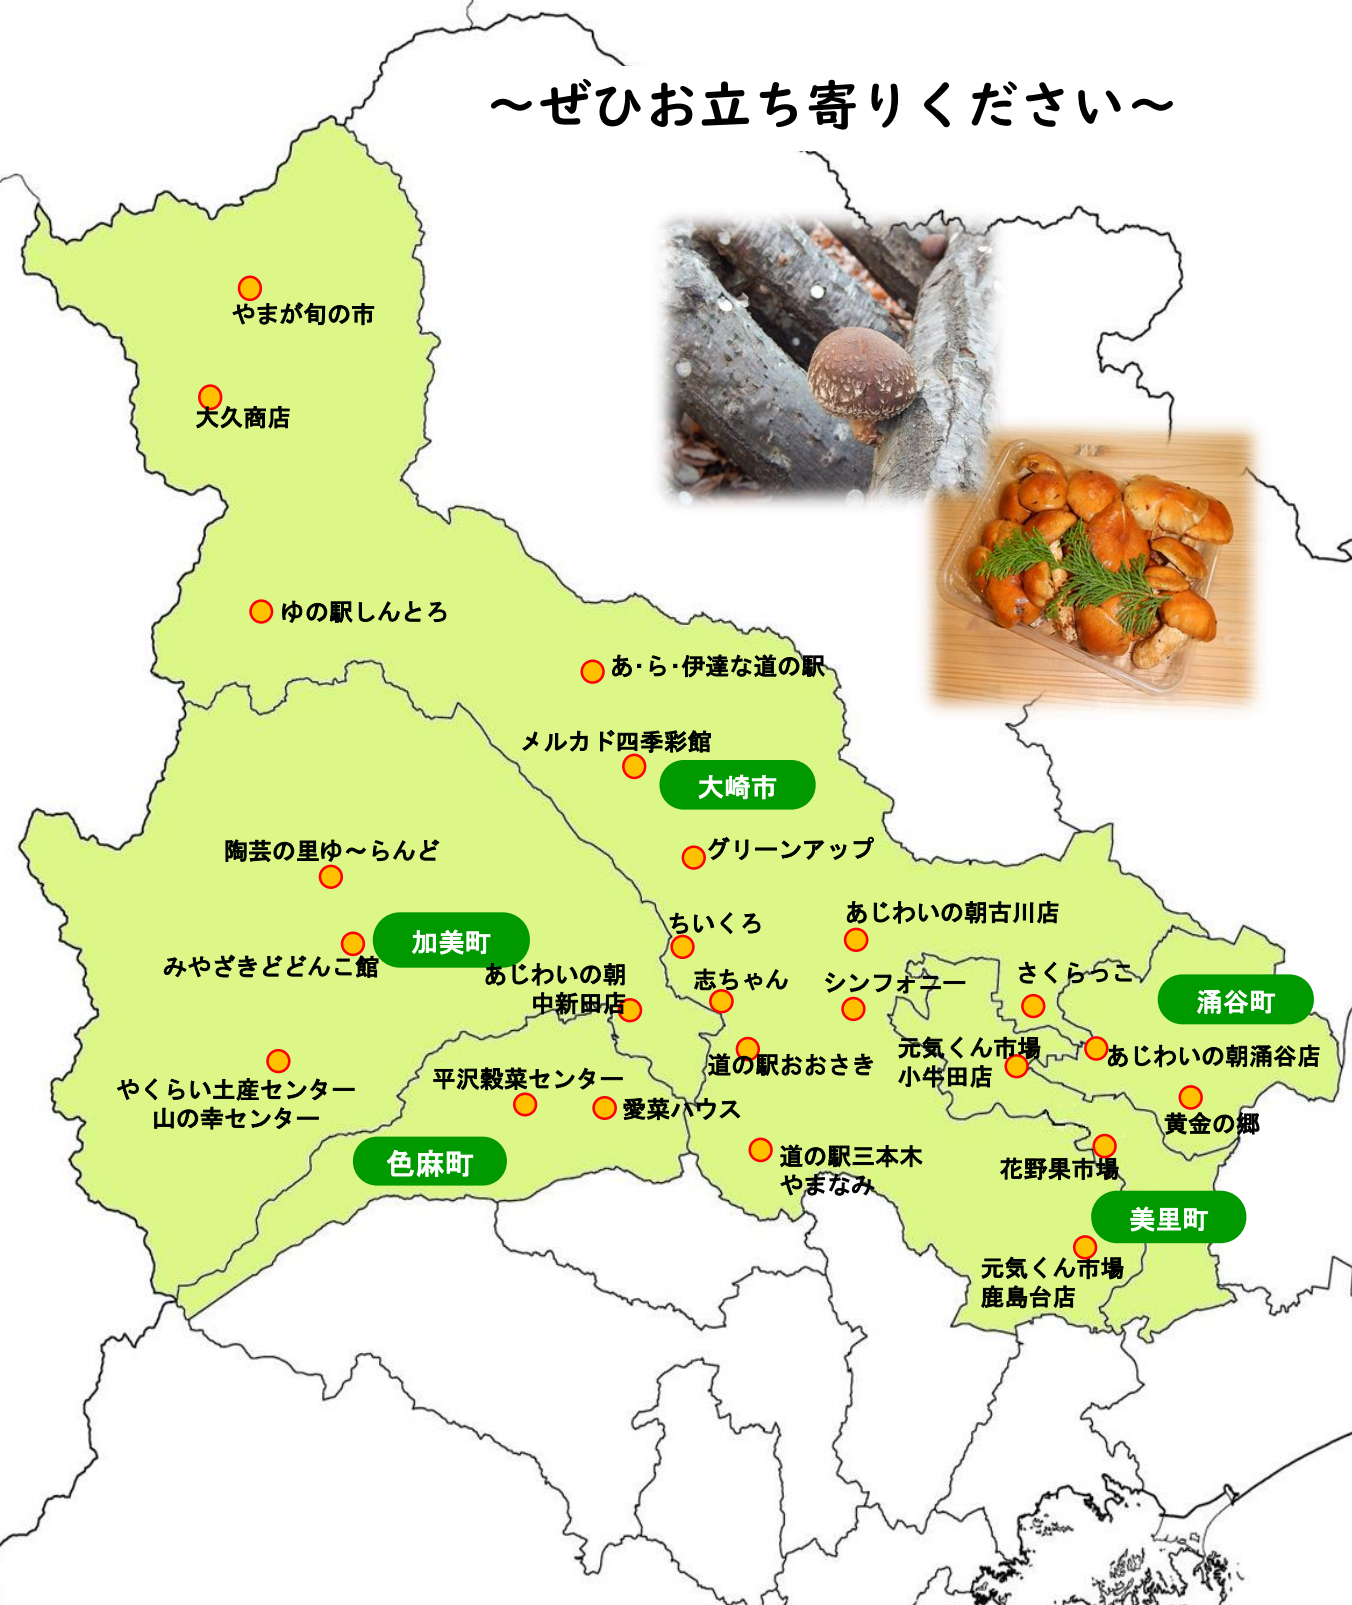 ～ぜひお立ち寄りください～
やまが旬の市
大久商店
ゆの駅しんとろ
あ・ら・伊達な道の駅
メルカド四季彩館
大崎市
グリーンアップ
陶芸の里ゆ～らんど
あじわいの朝古川店
ちいくろ
加美町
みやざきどどんこ館
あじわいの朝
中新田店
志ちゃん
シンフォニー
さくらっこ
涌谷町
元気くん市場
小牛田店
あじわいの朝涌谷店
道の駅おおさき
平沢穀菜センター
やくらい土産センター
山の幸センター
愛菜ハウス
黄金の郷
色麻町
道の駅三本木
やまなみ
花野果市場
美里町
元気くん市場
鹿島台店